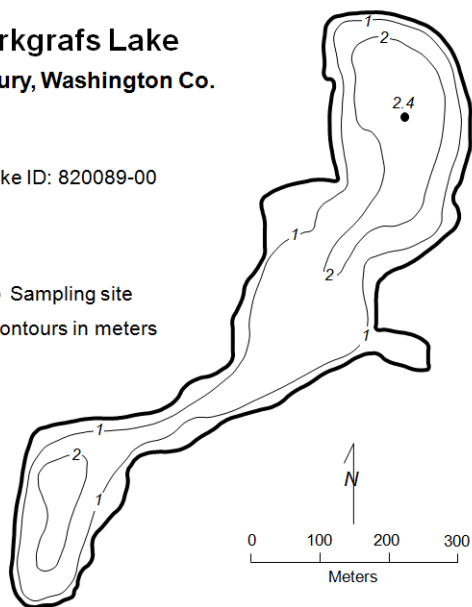 rkgrafs Lake
ury, Washington Co.
ke ID: 820089-00
Sampling site
ontours in meters
1
2
2.4
1
2
1
1
2
1
N
0 100 200 300
Meters